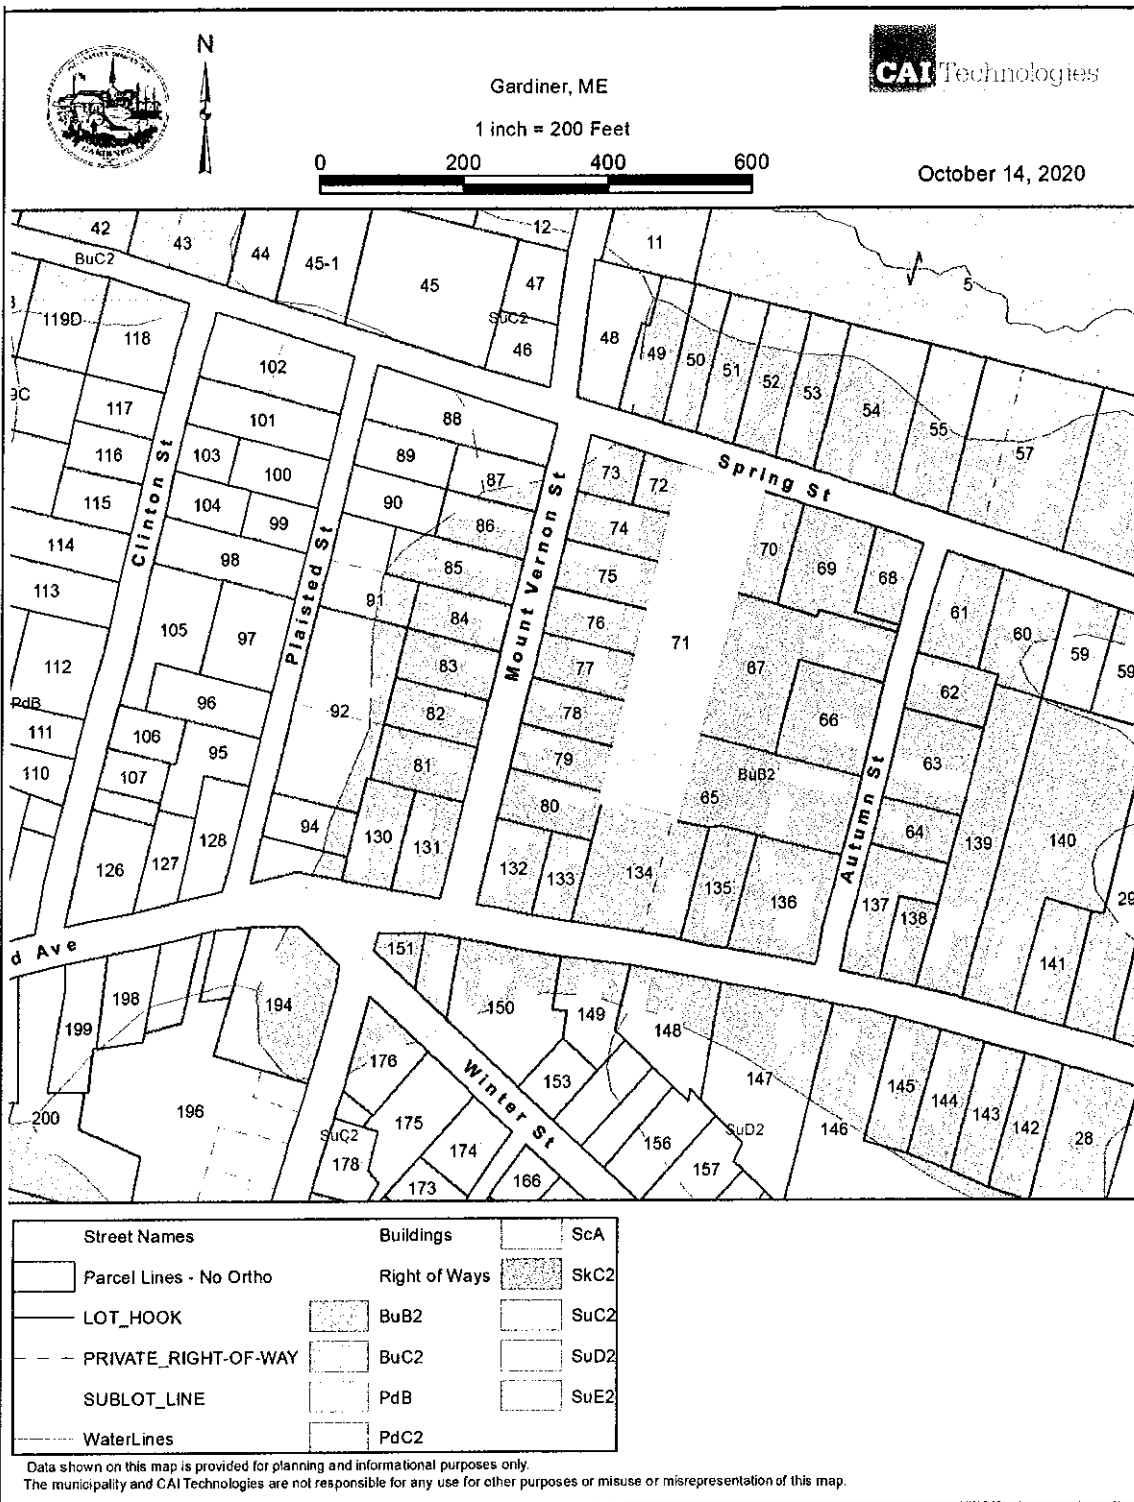 N
Gardiner, ME
1 inch = 200 Feet
0 200 400 600
CAI Technologies
October 14, 2020
GARDINER
42
43
44
45-1
45
12
47
46
11
5
BuC2
SuC2
119D
118
102
48
49
50
51
52
53
54
55
57
9C
117
101
88
116
103
100
89
87
73
72
Spring St
115
104
99
90
86
74
114
Clinton St
98
Plaisted St
85
Mount Vernon St
75
70
69
68
113
105
97
91
84
76
71
61
60
59
59
112
96
92
83
77
67
62
PdB
111
106
95
82
78
66
63
110
107
81
79
BuB2
65
Autumn St
80
64
139
140
94
130
131
128
126
127
132
133
134
135
136
137
138
29
141
d Ave
151
150
149
148
147
146
145
144
143
142
28
199
198
194
200
196
176
175
174
173
178
SuC2
Winter St
153
156
157
166
SuD2
Street Names
Parcel Lines - No Ortho
LOT_HOOK
PRIVATE_RIGHT-OF-WAY
SUBLOT_LINE
WaterLines
Buildings
Right of Ways
BuB2
BuC2
PdB
PdC2
ScA
SkC2
SuC2
SuD2
SuE2
Data shown on this map is provided for planning and informational purposes only.
The municipality and CAI Technologies are not responsible for any use for other purposes or misuse or misrepresentation of this map.